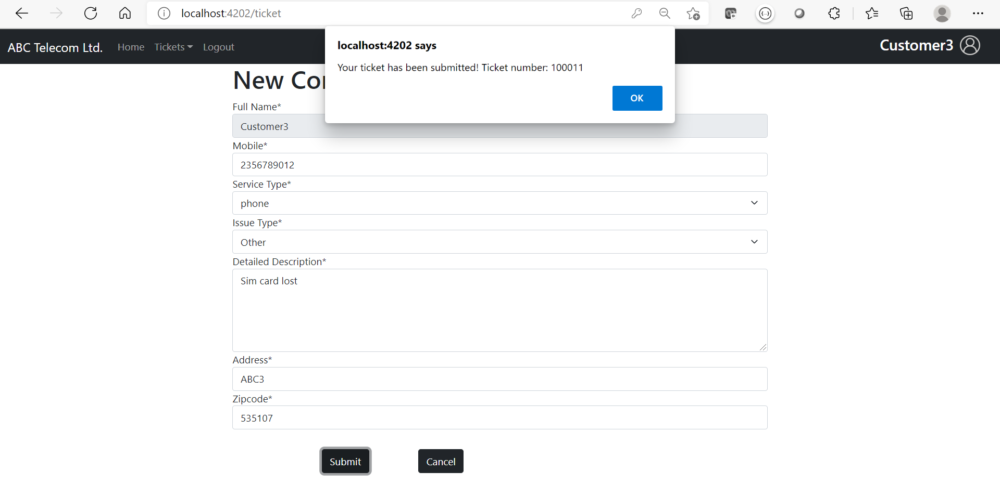 localhost:4202/ticket
ABC Telecom Ltd. Home Tickets Logout
Customer3
localhost:4202 says
Your ticket has been submitted! Ticket number: 100011
OK
New
Full Name*
Customer3
Mobile*
2356789012
Service Type*
phone
Issue Type*
Other
Detailed Description*
Sim card lost
Address*
ABC3
Zipcode*
535107
Submit Cancel